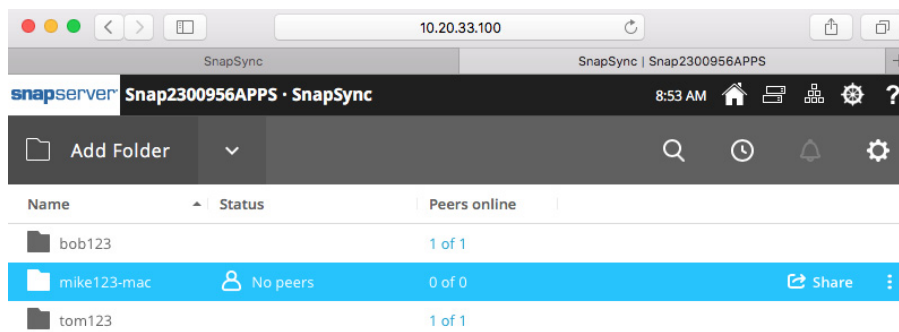 10.20.33.100
SnapSync SnapSync | Snap2300956APPS +
snapserver Snap2300956APPS · SnapSync 8:53 AM ?
Add Folder
Name Status Peers online
bob123 1 of 1
mike123-mac No peers 0 of 0 Share
tom123 1 of 1